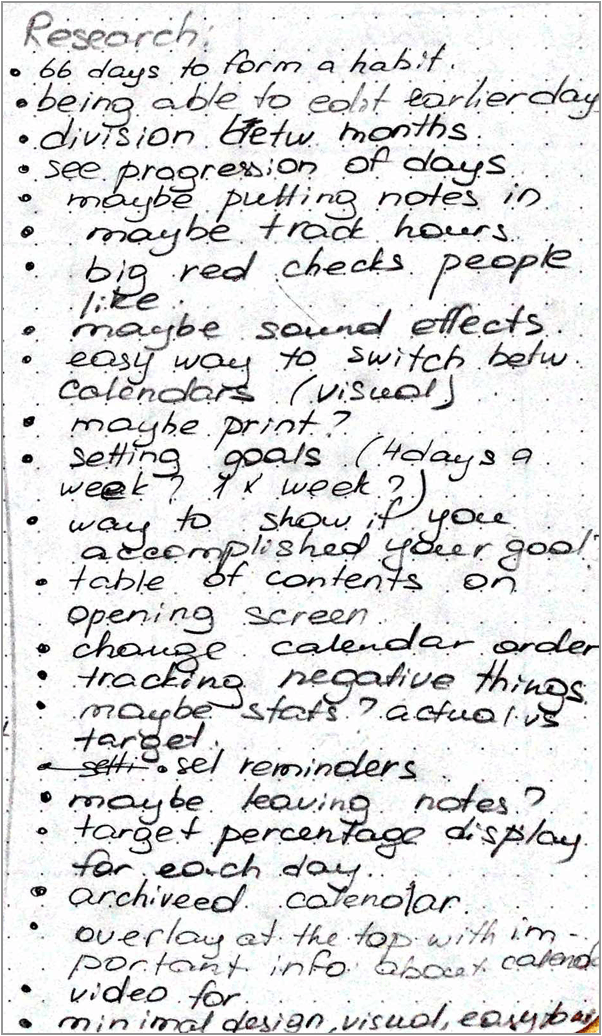 Research:
• 66 days to form a habit.
• being able to edit earlier day
• division betw months.
• see progression of days
• maybe putting notes in
• maybe track hours
• big red checks people
like.
• maybe sound effects.
• easy way to switch betw.
calendars (visual)
• maybe print?
• setting goals (4 days a
week? 1x week?)
• way to show if you
accomplished your goal.
• table of contents on
opening screen
• change calendar order
• tracking negative things
• maybe stats? actual vs
target.
• setti • set reminders
• maybe leaving notes?
• target percentage display
for each day.
• archiveed calendar
• overlay at the top with im-
portant info about calend
• video for
• minimal design, visual, easy